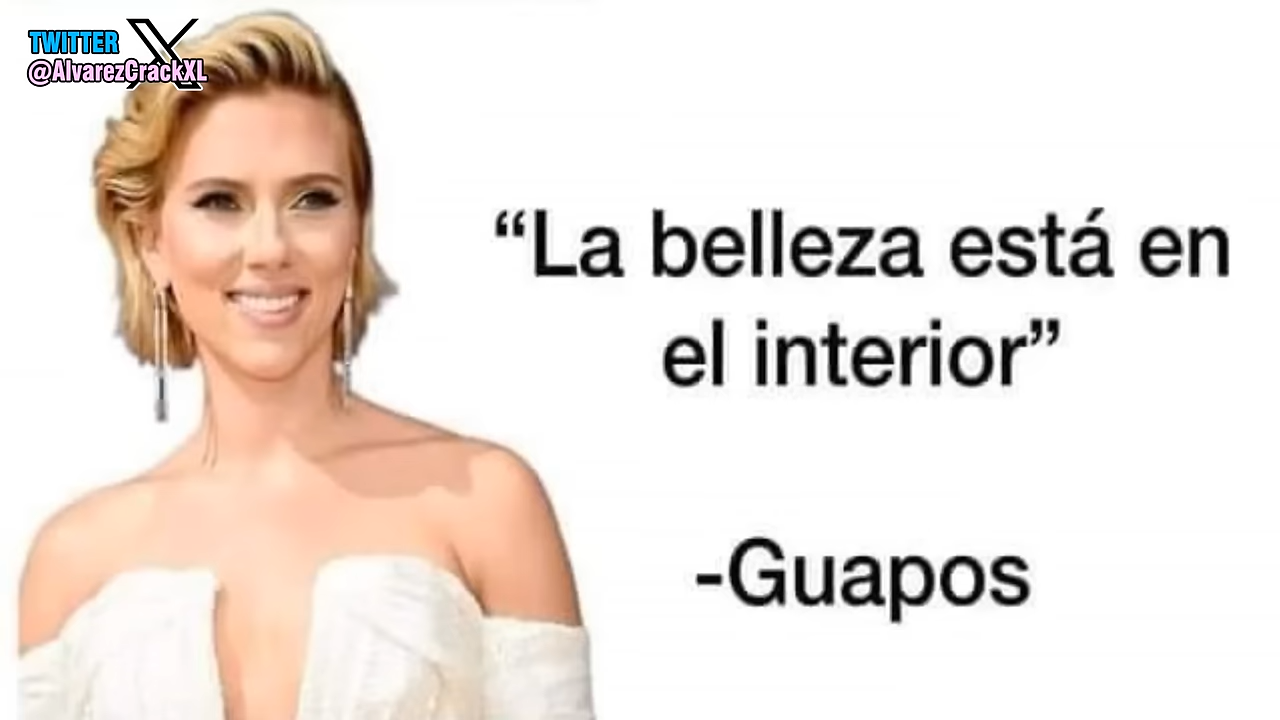 TWITTER
@AlvarezCrackXL
“La belleza está en
el interior”
-Guapos